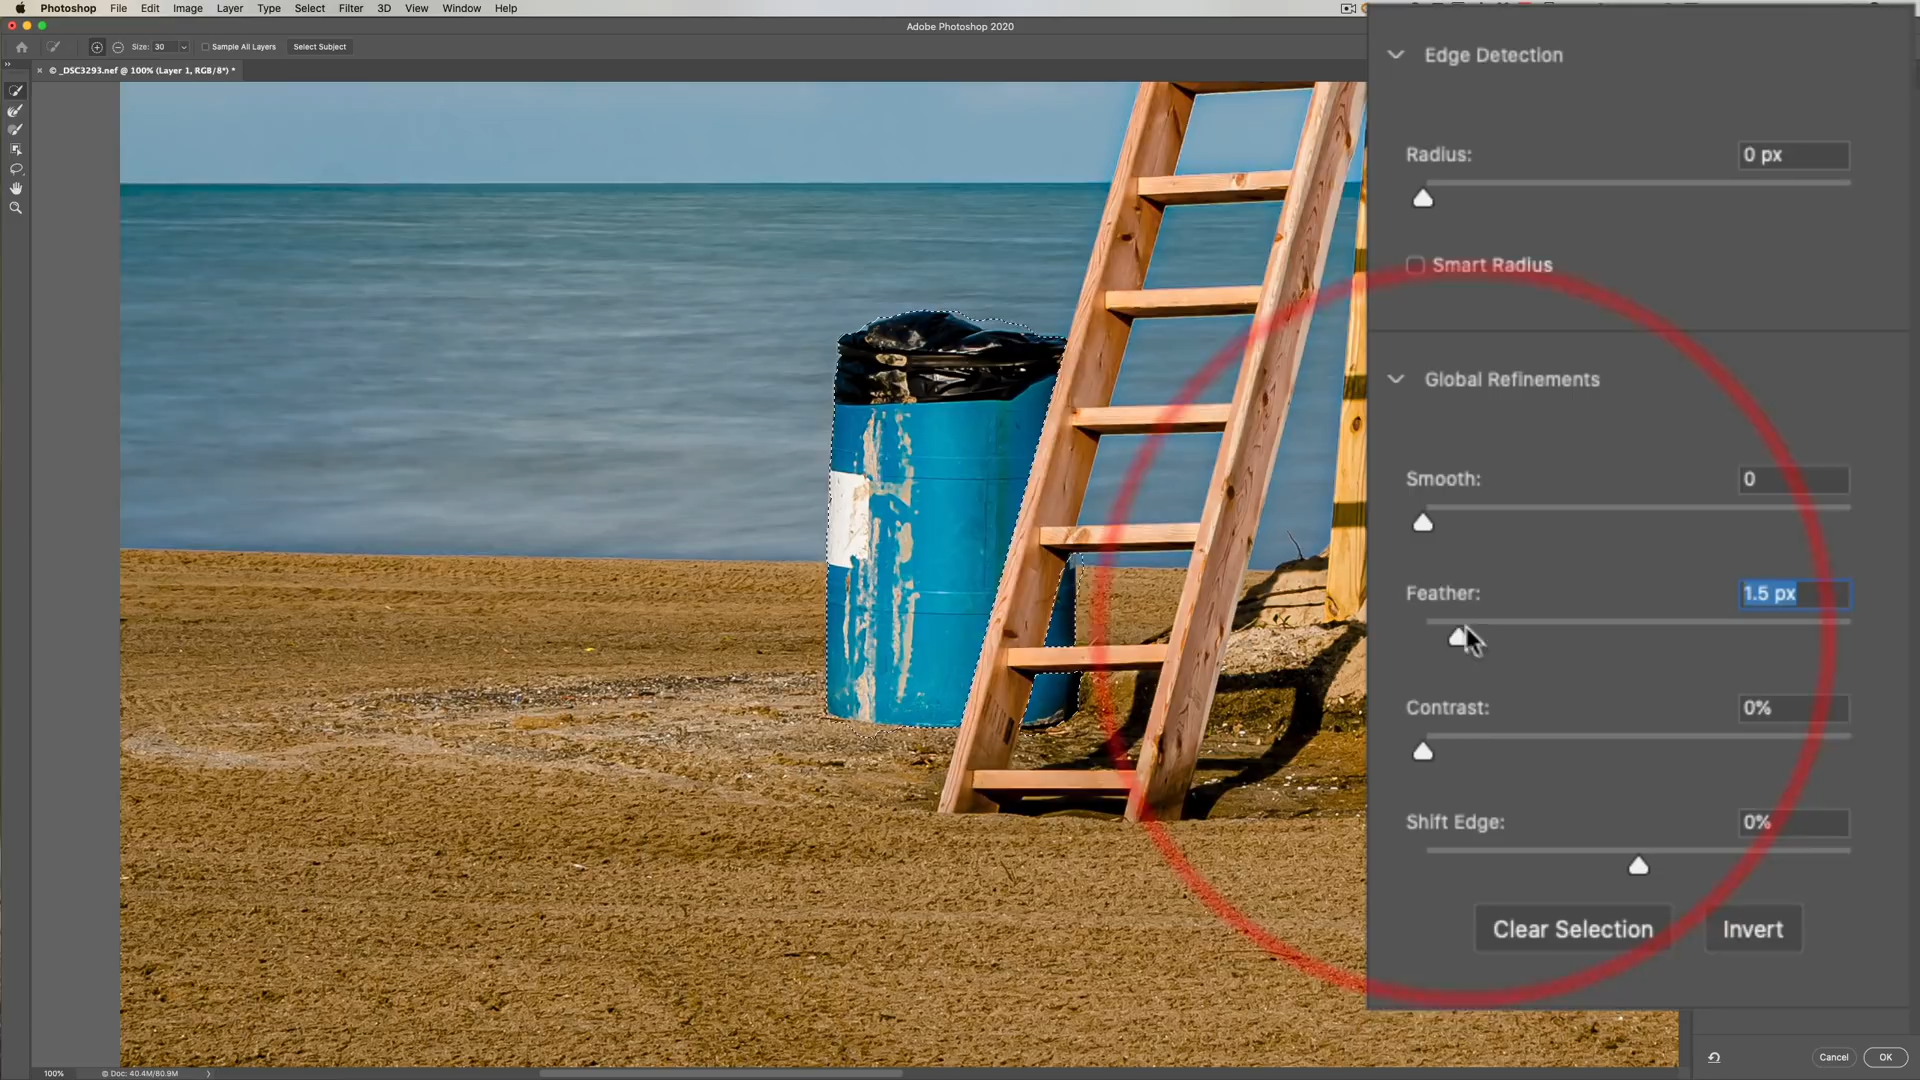 Photoshop File Edit Image Layer Type Select Filter 3D View Window Help
Adobe Photoshop 2020
Size: 30 Sample All Layers Select Subject
© _DSC3293.nef @ 100% (Layer 1, RGB/8*) *
Edge Detection
Radius: 0 px
Smart Radius
Global Refinements
Smooth: 0
Feather: 1.5 px
Contrast: 0%
Shift Edge: 0%
Clear Selection Invert
Cancel OK
100% Doc: 40.4M/80.9M